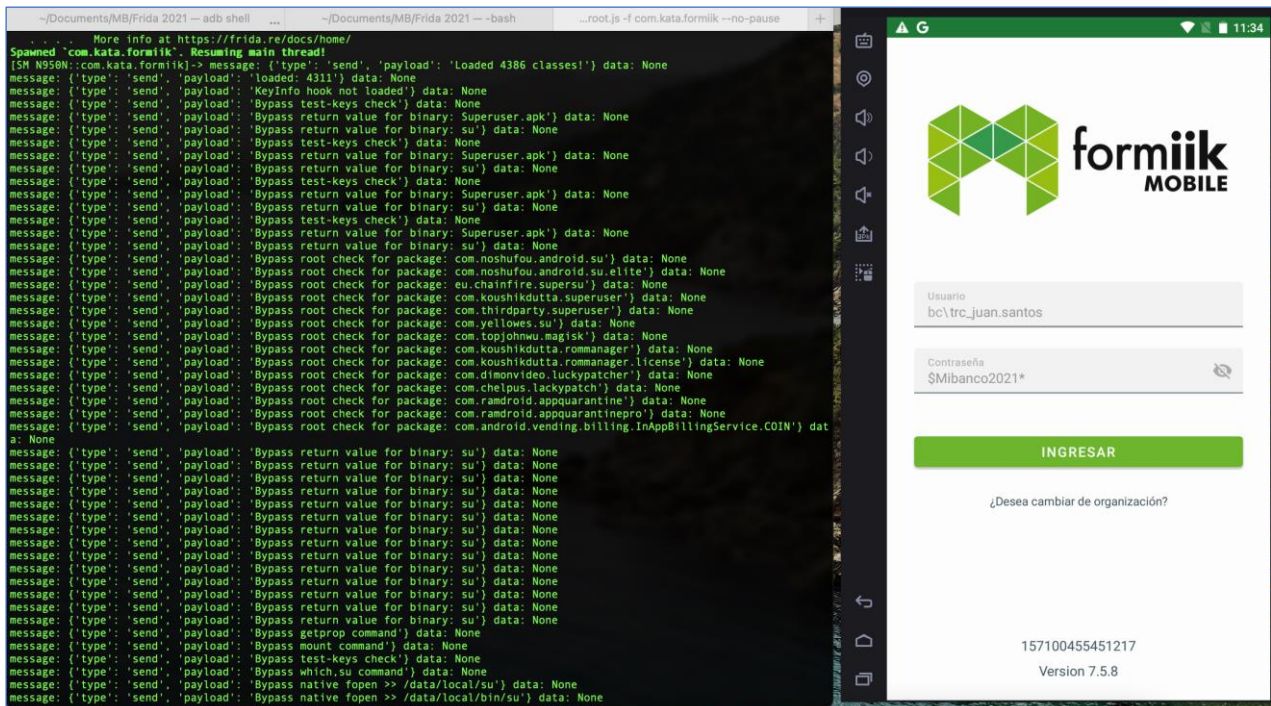 ~/Documents/MB/Frida 2021 — adb shell ... ~/Documents/MB/Frida 2021 — -bash ...root.js -f com.kata.formiik --no-pause +
. . . . More info at https://frida.re/docs/home/
Spawned `com.kata.formiik`. Resuming main thread!
[SM N950N::com.kata.formiik]-> message: {'type': 'send', 'payload': 'Loaded 4386 classes!'} data: None
message: {'type': 'send', 'payload': 'loaded: 4311'} data: None
message: {'type': 'send', 'payload': 'KeyInfo hook not loaded'} data: None
message: {'type': 'send', 'payload': 'Bypass test-keys check'} data: None
message: {'type': 'send', 'payload': 'Bypass return value for binary: Superuser.apk'} data: None
message: {'type': 'send', 'payload': 'Bypass return value for binary: su'} data: None
message: {'type': 'send', 'payload': 'Bypass test-keys check'} data: None
message: {'type': 'send', 'payload': 'Bypass return value for binary: Superuser.apk'} data: None
message: {'type': 'send', 'payload': 'Bypass return value for binary: su'} data: None
message: {'type': 'send', 'payload': 'Bypass test-keys check'} data: None
message: {'type': 'send', 'payload': 'Bypass return value for binary: Superuser.apk'} data: None
message: {'type': 'send', 'payload': 'Bypass return value for binary: su'} data: None
message: {'type': 'send', 'payload': 'Bypass test-keys check'} data: None
message: {'type': 'send', 'payload': 'Bypass return value for binary: Superuser.apk'} data: None
message: {'type': 'send', 'payload': 'Bypass return value for binary: su'} data: None
message: {'type': 'send', 'payload': 'Bypass root check for package: com.noshufou.android.su'} data: None
message: {'type': 'send', 'payload': 'Bypass root check for package: com.noshufou.android.su.elite'} data: None
message: {'type': 'send', 'payload': 'Bypass root check for package: eu.chainfire.supersu'} data: None
message: {'type': 'send', 'payload': 'Bypass root check for package: com.koushikdutta.superuser'} data: None
message: {'type': 'send', 'payload': 'Bypass root check for package: com.thirdparty.superuser'} data: None
message: {'type': 'send', 'payload': 'Bypass root check for package: com.yellowes.su'} data: None
message: {'type': 'send', 'payload': 'Bypass root check for package: com.topjohnwu.magisk'} data: None
message: {'type': 'send', 'payload': 'Bypass root check for package: com.koushikdutta.rommanager'} data: None
message: {'type': 'send', 'payload': 'Bypass root check for package: com.koushikdutta.rommanager.license'} data: None
message: {'type': 'send', 'payload': 'Bypass root check for package: com.dimonvideo.luckypatcher'} data: None
message: {'type': 'send', 'payload': 'Bypass root check for package: com.chelpus.lackypatch'} data: None
message: {'type': 'send', 'payload': 'Bypass root check for package: com.ramdroid.appquarantine'} data: None
message: {'type': 'send', 'payload': 'Bypass root check for package: com.ramdroid.appquarantinepro'} data: None
message: {'type': 'send', 'payload': 'Bypass root check for package: com.android.vending.billing.InAppBillingService.COIN'} dat
a: None
message: {'type': 'send', 'payload': 'Bypass return value for binary: su'} data: None
message: {'type': 'send', 'payload': 'Bypass return value for binary: su'} data: None
message: {'type': 'send', 'payload': 'Bypass return value for binary: su'} data: None
message: {'type': 'send', 'payload': 'Bypass return value for binary: su'} data: None
message: {'type': 'send', 'payload': 'Bypass return value for binary: su'} data: None
message: {'type': 'send', 'payload': 'Bypass return value for binary: su'} data: None
message: {'type': 'send', 'payload': 'Bypass return value for binary: su'} data: None
message: {'type': 'send', 'payload': 'Bypass return value for binary: su'} data: None
message: {'type': 'send', 'payload': 'Bypass return value for binary: su'} data: None
message: {'type': 'send', 'payload': 'Bypass return value for binary: su'} data: None
message: {'type': 'send', 'payload': 'Bypass return value for binary: su'} data: None
message: {'type': 'send', 'payload': 'Bypass return value for binary: su'} data: None
message: {'type': 'send', 'payload': 'Bypass return value for binary: su'} data: None
message: {'type': 'send', 'payload': 'Bypass return value for binary: su'} data: None
message: {'type': 'send', 'payload': 'Bypass getprop command'} data: None
message: {'type': 'send', 'payload': 'Bypass mount command'} data: None
message: {'type': 'send', 'payload': 'Bypass test-keys check'} data: None
message: {'type': 'send', 'payload': 'Bypass which,su command'} data: None
message: {'type': 'send', 'payload': 'Bypass native fopen >> /data/local/su'} data: None
message: {'type': 'send', 'payload': 'Bypass native fopen >> /data/local/bin/su'} data: None
G 11:34
formiik
MOBILE
Usuario
bc\trc_juan.santos
Contraseña
$Mibanco2021*
INGRESAR
¿Desea cambiar de organización?
157100455451217
Version 7.5.8